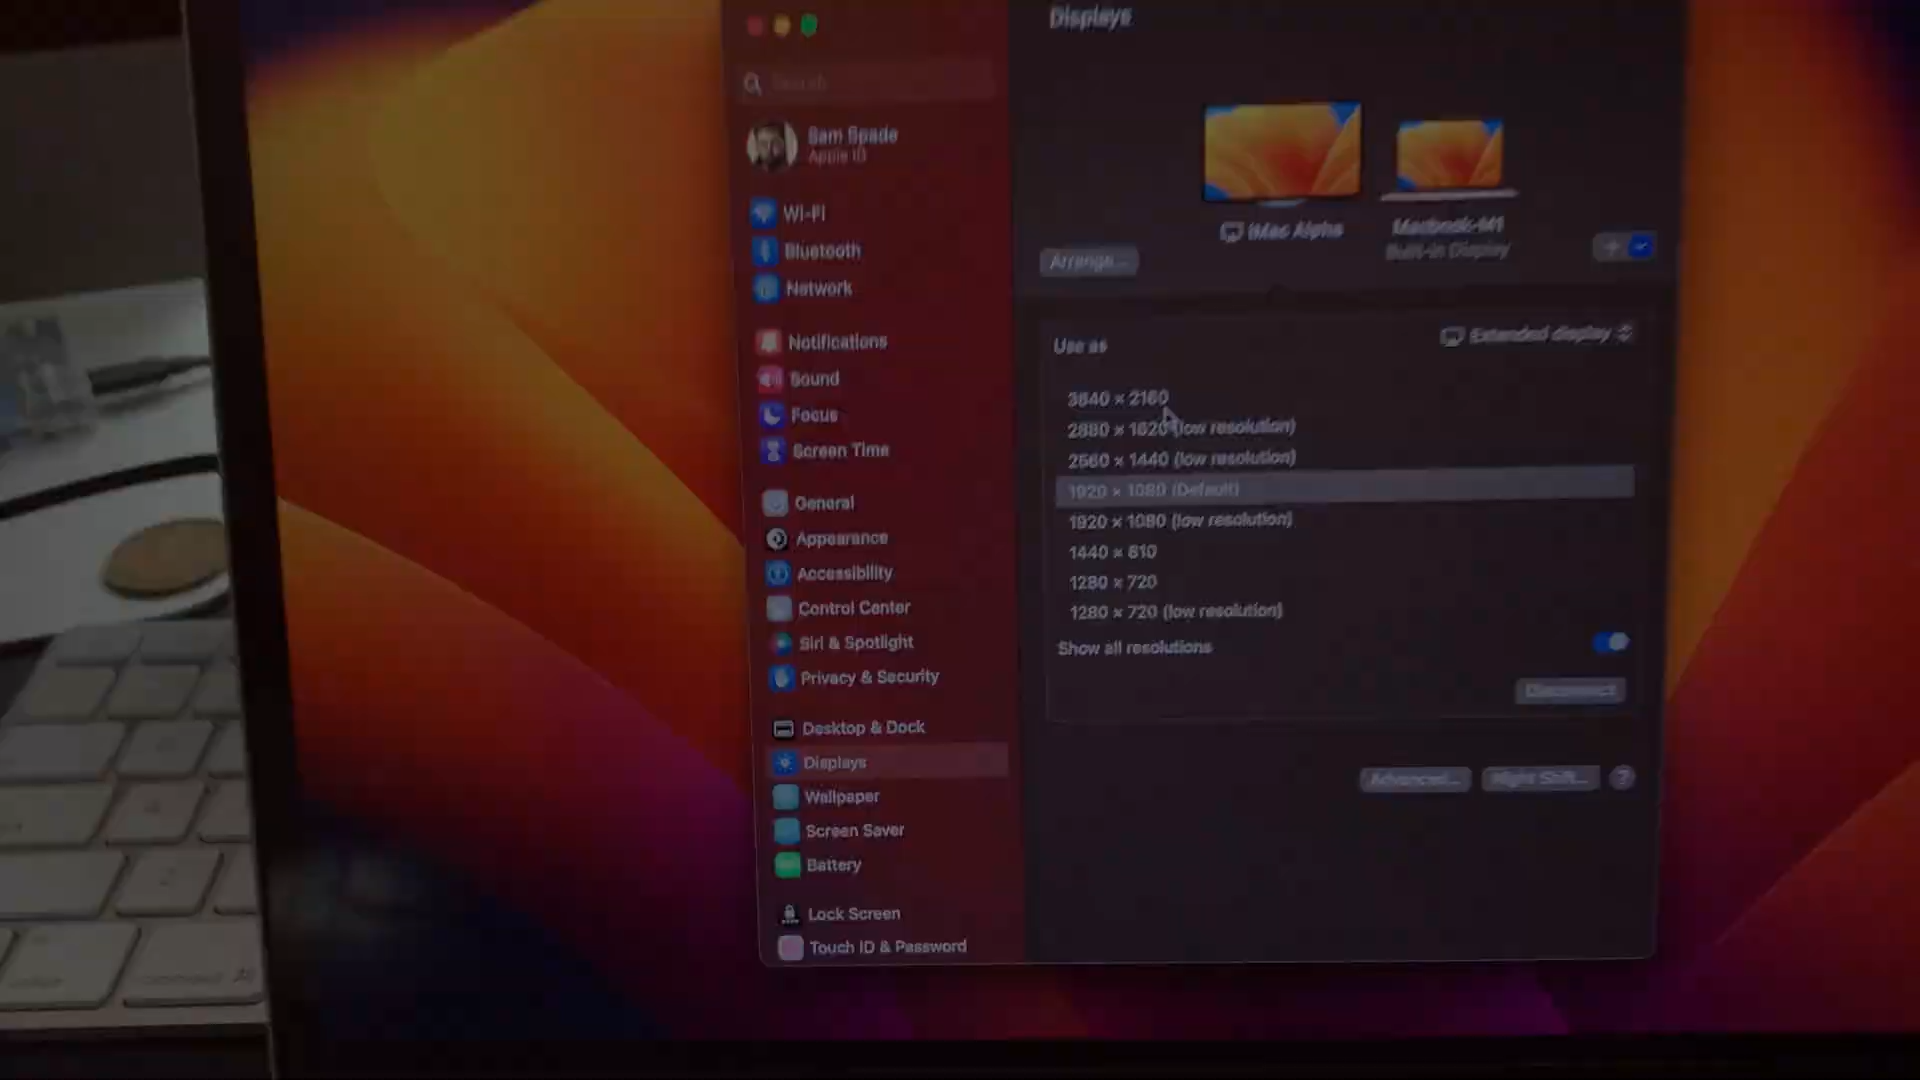 Displays
Search
Sam Spade
Apple ID
Wi-Fi
Bluetooth
Network
Notifications
Sound
Focus
Screen Time
General
Appearance
Accessibility
Control Center
Siri & Spotlight
Privacy & Security
Desktop & Dock
Displays
Wallpaper
Screen Saver
Battery
Lock Screen
Touch ID & Password
iMac Alpha
Macbook-M1
Built-in Display
Arrange...
+
Use as
Extended display
3840 × 2160
2880 × 1620 (low resolution)
2560 × 1440 (low resolution)
1920 × 1080 (Default)
1920 × 1080 (low resolution)
1440 × 810
1280 × 720
1280 × 720 (low resolution)
Show all resolutions
Disconnect
Advanced...
Night Shift...
?